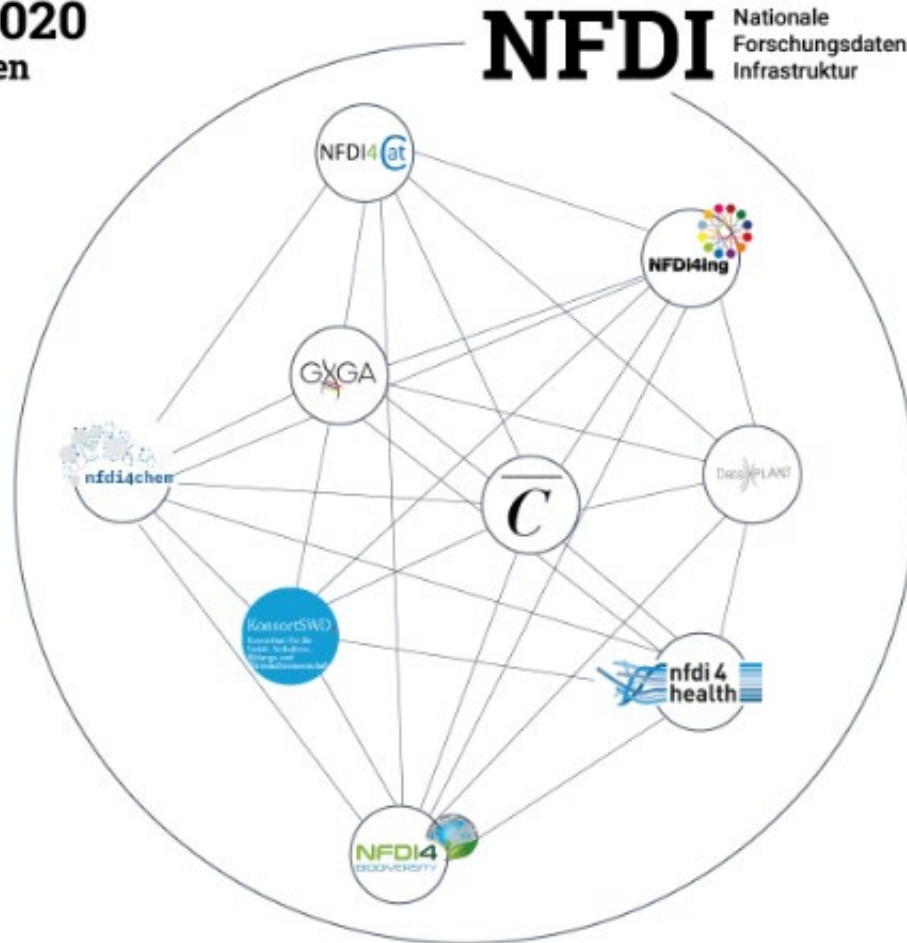 020
en
NFDI
Nationale
Forschungsdaten
Infrastruktur
NFDI4Cat
NFDI4Ing
GHGA
nfdi4chem
C
DataPLANT
KonsortSWD
nfdi 4
health
NFDI4
BIODIVERSITY